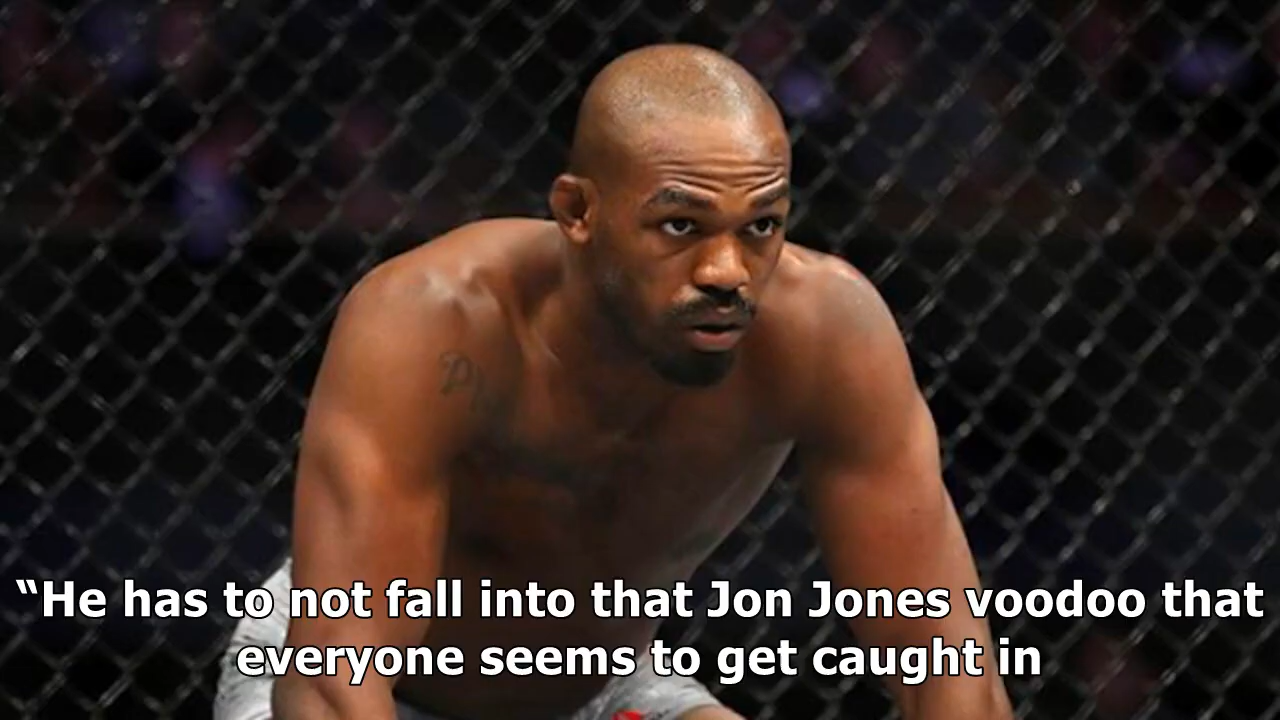 “He has to not fall into that Jon Jones voodoo that
everyone seems to get caught in